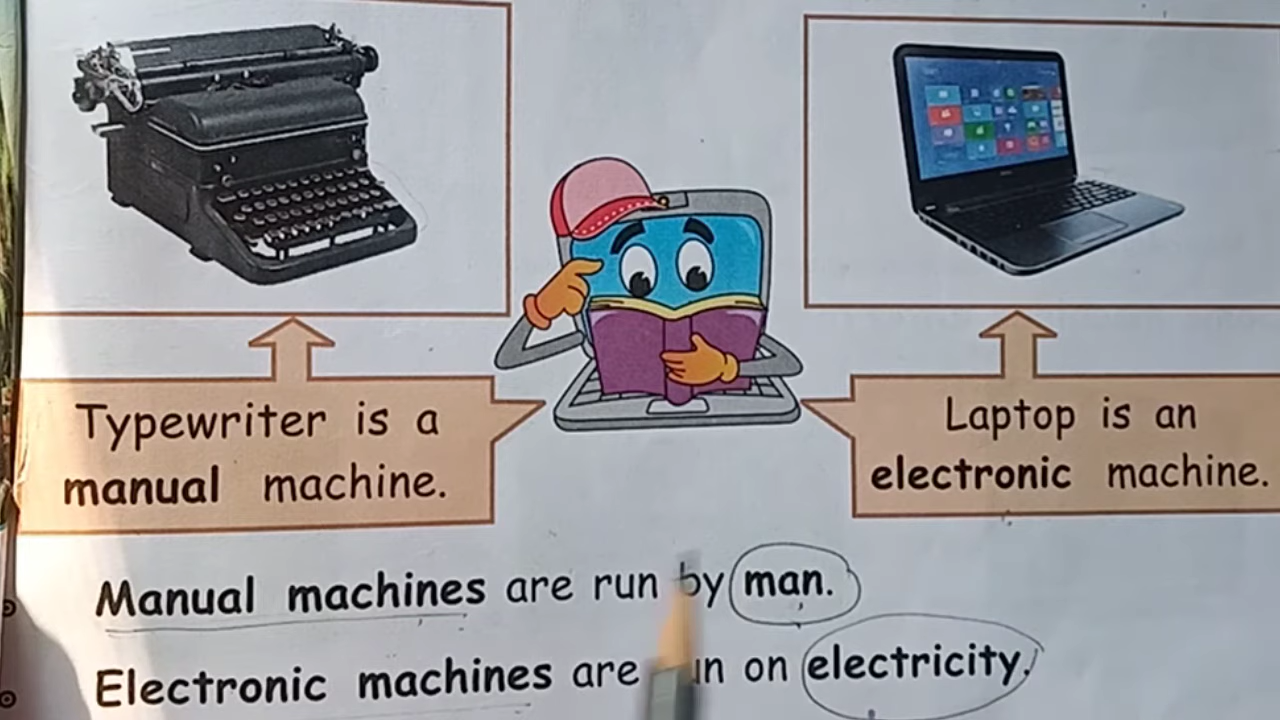 Typewriter is a
manual machine.
Laptop is an
electronic machine.
Manual machines are run by man.
Electronic machines are run on electricity.